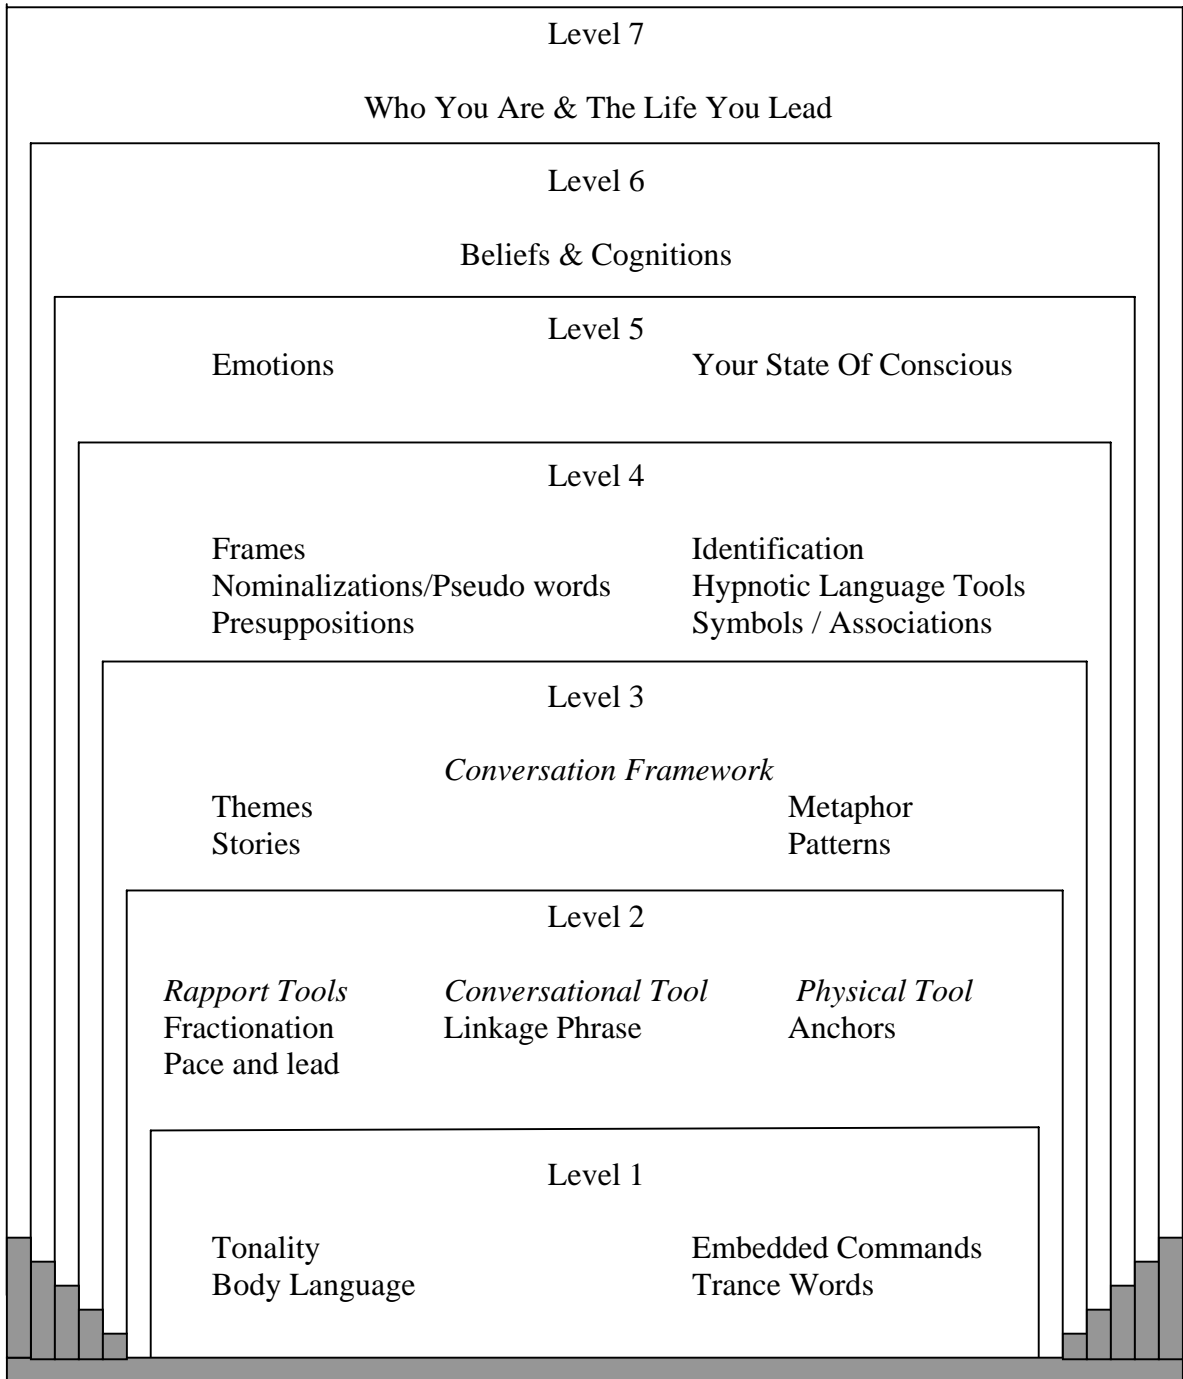 Level 7
Who You Are & The Life You Lead
Level 6
Beliefs & Cognitions
Level 5
Emotions Your State Of Conscious
Level 4
Frames Identification
Nominalizations/Pseudo words Hypnotic Language Tools
Presuppositions Symbols / Associations
Level 3
Conversation Framework
Themes Metaphor
Stories Patterns
Level 2
Rapport Tools Conversational Tool Physical Tool
Fractionation Linkage Phrase Anchors
Pace and lead
Level 1
Tonality Embedded Commands
Body Language Trance Words